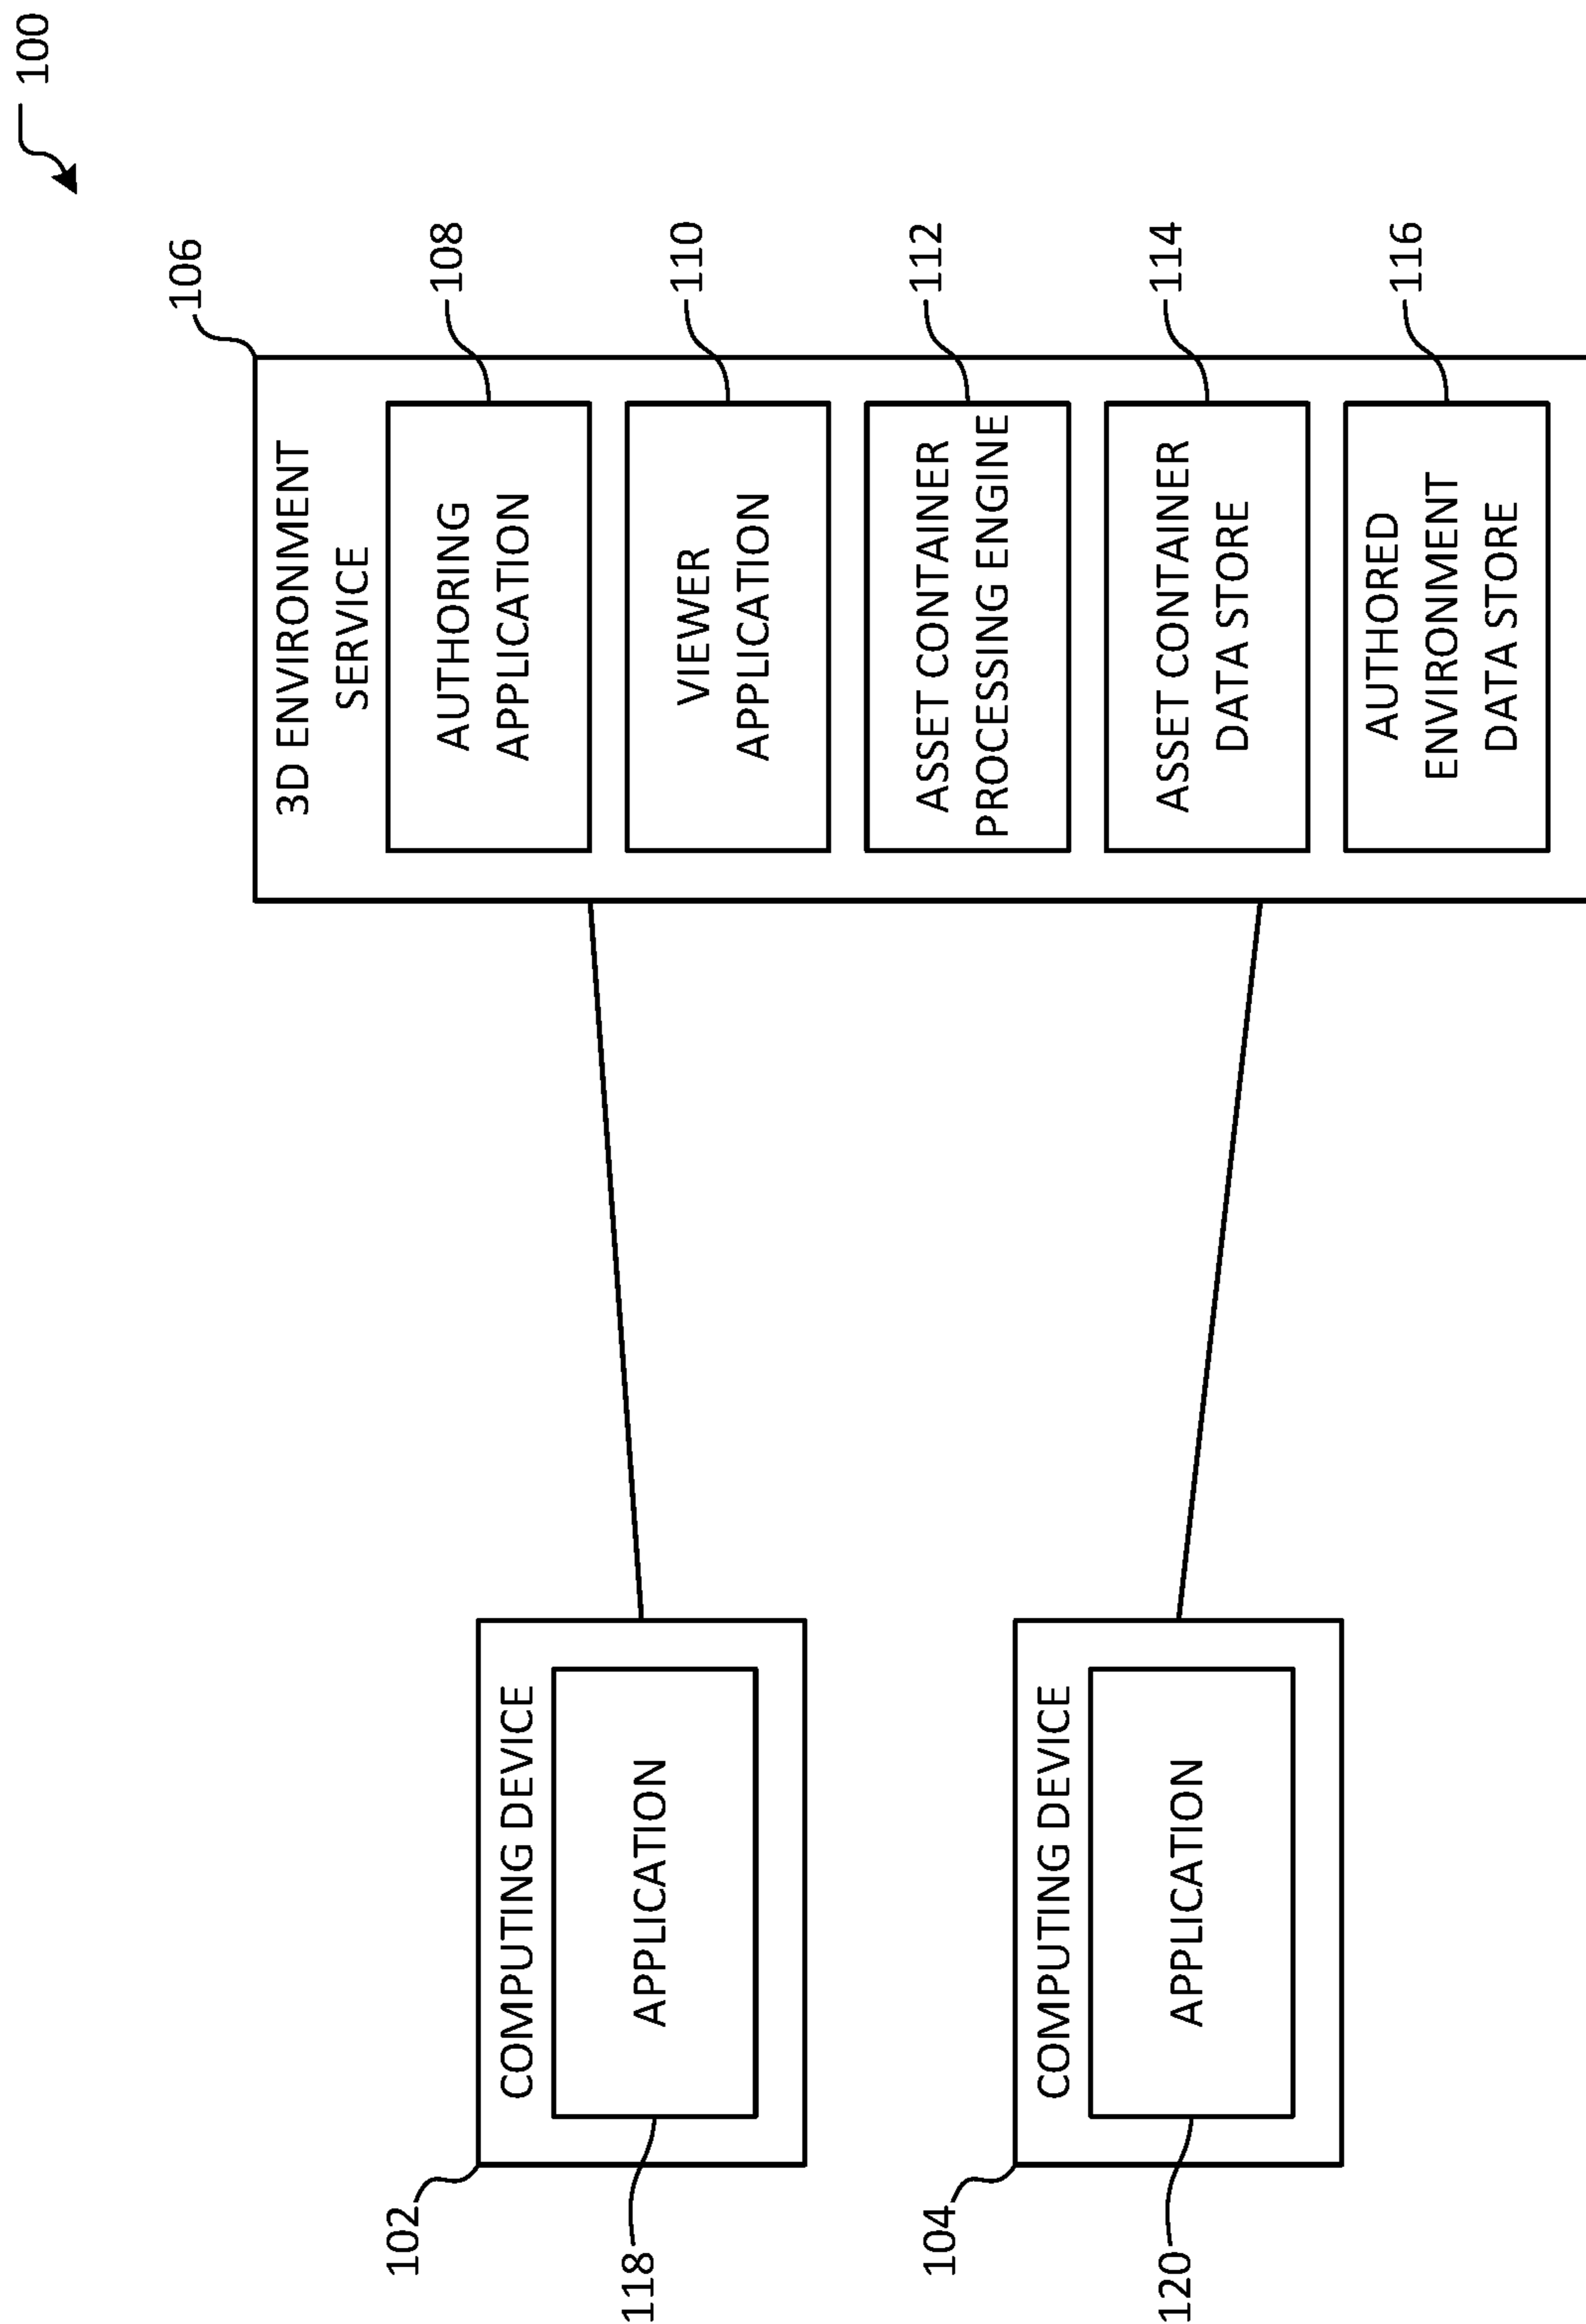 100
106
3D ENVIRONMENT
SERVICE
AUTHORING
APPLICATION
108
VIEWER
APPLICATION
110
ASSET CONTAINER
PROCESSING ENGINE
112
ASSET CONTAINER
DATA STORE
114
AUTHORED
ENVIRONMENT
DATA STORE
116
102
COMPUTING DEVICE
APPLICATION
118
104
COMPUTING DEVICE
APPLICATION
120